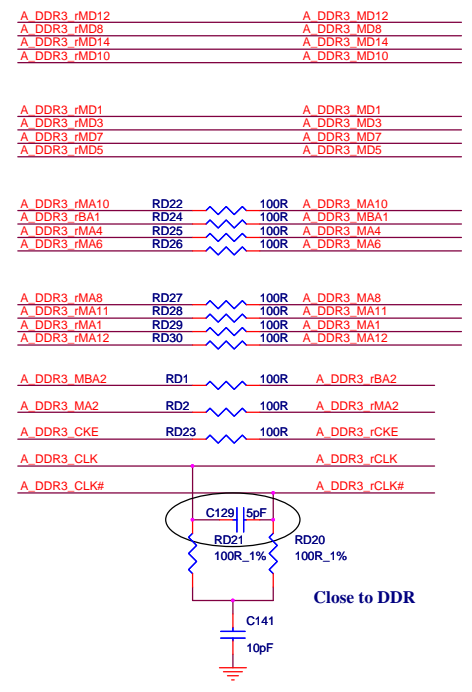 A_DDR3_rMD12 A_DDR3_MD12
A_DDR3_rMD8 A_DDR3_MD8
A_DDR3_rMD14 A_DDR3_MD14
A_DDR3_rMD10 A_DDR3_MD10
A_DDR3_rMD1 A_DDR3_MD1
A_DDR3_rMD3 A_DDR3_MD3
A_DDR3_rMD7 A_DDR3_MD7
A_DDR3_rMD5 A_DDR3_MD5
A_DDR3_rMA10 RD22 100R A_DDR3_MA10
A_DDR3_rBA1 RD24 100R A_DDR3_MBA1
A_DDR3_rMA4 RD25 100R A_DDR3_MA4
A_DDR3_rMA6 RD26 100R A_DDR3_MA6
A_DDR3_rMA8 RD27 100R A_DDR3_MA8
A_DDR3_rMA11 RD28 100R A_DDR3_MA11
A_DDR3_rMA1 RD29 100R A_DDR3_MA1
A_DDR3_rMA12 RD30 100R A_DDR3_MA12
A_DDR3_MBA2 RD1 100R A_DDR3_rBA2
A_DDR3_MA2 RD2 100R A_DDR3_rMA2
A_DDR3_CKE RD23 100R A_DDR3_rCKE
A_DDR3_CLK A_DDR3_rCLK
A_DDR3_CLK# A_DDR3_rCLK#
C129 5pF
RD21 RD20
100R_1% 100R_1%
Close to DDR
C141
10pF